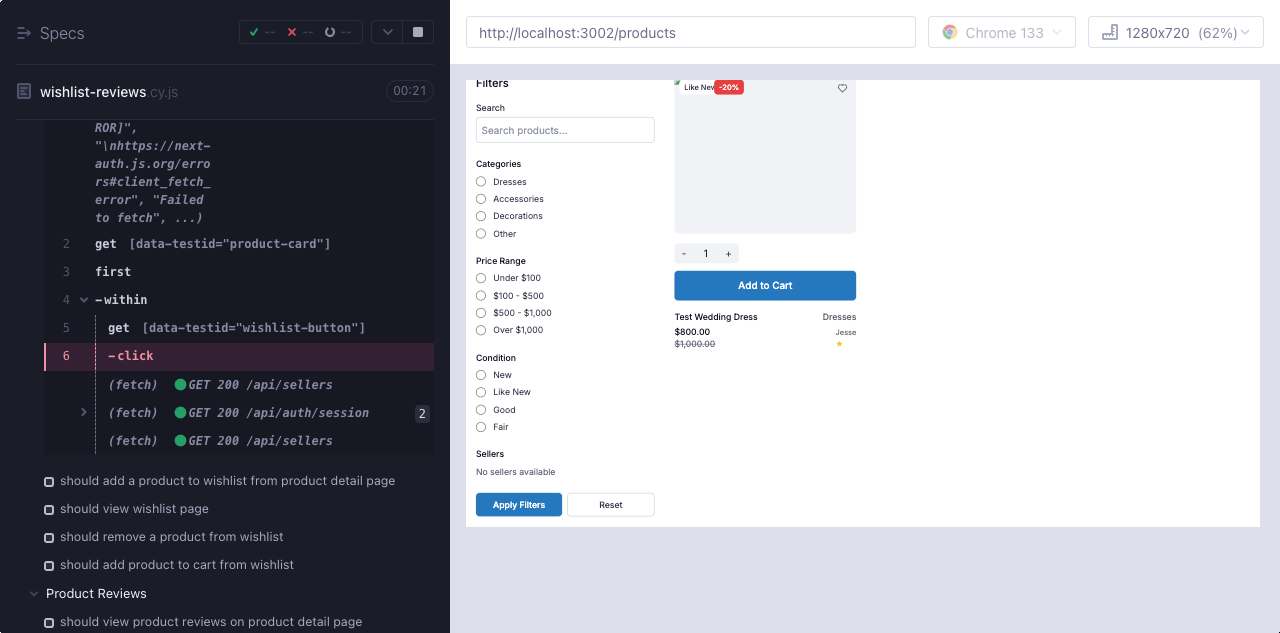 Specs
-- -- --
wishlist-reviews.cy.js
00:21
ROR]",
"\nhttps://next-
auth.js.org/erro
rs#client_fetch_
error", "Failed
to fetch", ...)
2 get [data-testid="product-card"]
3 first
4 -within
5 get [data-testid="wishlist-button"]
6 -click
(fetch) GET 200 /api/sellers
(fetch) GET 200 /api/auth/session 2
(fetch) GET 200 /api/sellers
should add a product to wishlist from product detail page
should view wishlist page
should remove a product from wishlist
should add product to cart from wishlist
Product Reviews
should view product reviews on product detail page
http://localhost:3002/products
Chrome 133
1280x720 (62%)
Filters
Search
Search products...
Categories
Dresses
Accessories
Decorations
Other
Price Range
Under $100
$100 - $500
$500 - $1,000
Over $1,000
Condition
New
Like New
Good
Fair
Sellers
No sellers available
Apply Filters
Reset
Like New
-20%
- 1 +
Add to Cart
Test Wedding Dress
Dresses
$800.00
Jesse
$1,000.00